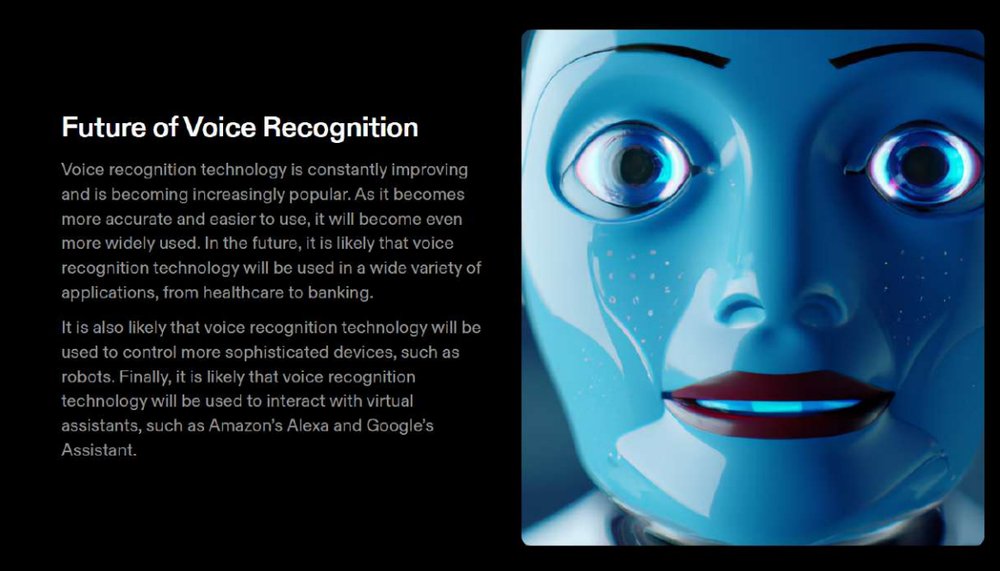 Future of Voice Recognition
Voice recognition technology is constantly improving
and is becoming increasingly popular. As it becomes
more accurate and easier to use, it will become even
more widely used. In the future, it is likely that voice
recognition technology will be used in a wide variety of
applications, from healthcare to banking.
It is also likely that voice recognition technology will be
used to control more sophisticated devices, such as
robots. Finally, it is likely that voice recognition
technology will be used to interact with virtual
assistants, such as Amazon’s Alexa and Google’s
Assistant.